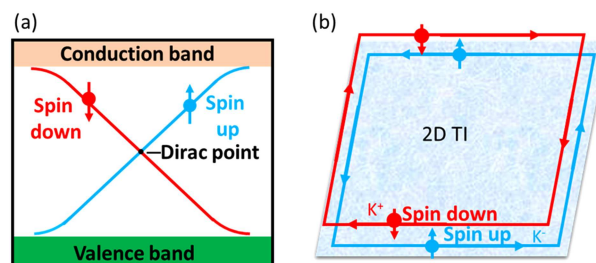 (a)
Conduction band
Spin
down
Spin
up
Dirac point
Valence band
(b)
2D TI
K+
Spin down
Spin up
K-